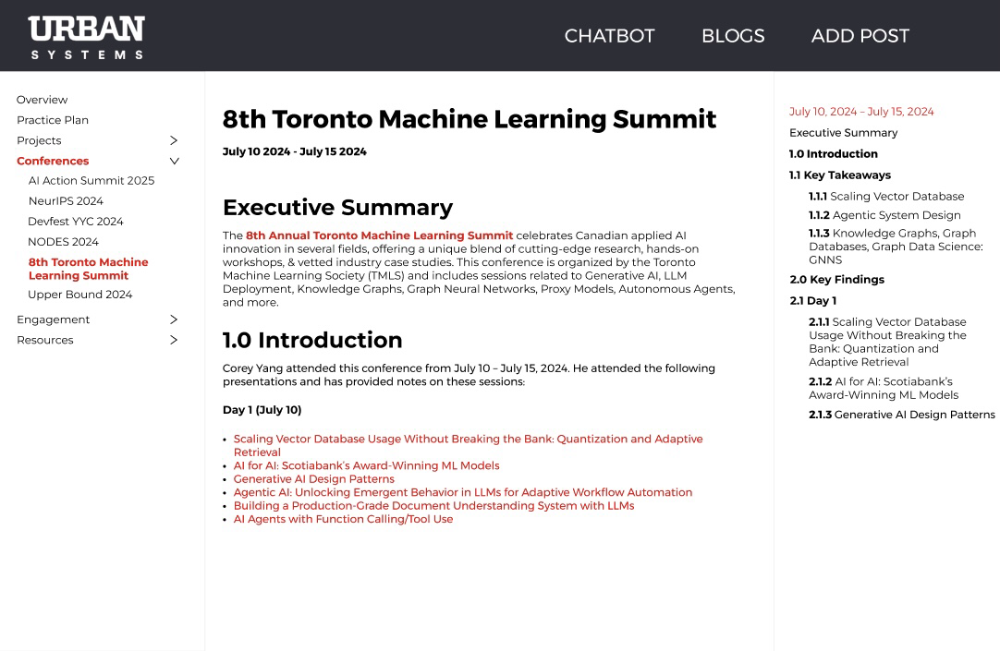 URBAN
SYSTEMS
CHATBOT
BLOGS
ADD POST
Overview
Practice Plan
Projects
Conferences
AI Action Summit 2025
NeurIPS 2024
Devfest YYC 2024
NODES 2024
8th Toronto Machine
Learning Summit
Upper Bound 2024
Engagement
Resources
8th Toronto Machine Learning Summit
July 10 2024 - July 15 2024
Executive Summary
The 8th Annual Toronto Machine Learning Summit celebrates Canadian applied AI
innovation in several fields, offering a unique blend of cutting-edge research, hands-on
workshops, & vetted industry case studies. This conference is organized by the Toronto
Machine Learning Society (TMLS) and includes sessions related to Generative AI, LLM
Deployment, Knowledge Graphs, Graph Neural Networks, Proxy Models, Autonomous Agents,
and more.
1.0 Introduction
Corey Yang attended this conference from July 10 – July 15, 2024. He attended the following
presentations and has provided notes on these sessions:
Day 1 (July 10)
• Scaling Vector Database Usage Without Breaking the Bank: Quantization and Adaptive
Retrieval
• AI for AI: Scotiabank's Award-Winning ML Models
• Generative AI Design Patterns
• Agentic AI: Unlocking Emergent Behavior in LLMs for Adaptive Workflow Automation
• Building a Production-Grade Document Understanding System with LLMs
• AI Agents with Function Calling/Tool Use
July 10, 2024 – July 15, 2024
Executive Summary
1.0 Introduction
1.1 Key Takeaways
1.1.1 Scaling Vector Database
1.1.2 Agentic System Design
1.1.3 Knowledge Graphs, Graph
Databases, Graph Data Science:
GNNS
2.0 Key Findings
2.1 Day 1
2.1.1 Scaling Vector Database
Usage Without Breaking the
Bank: Quantization and
Adaptive Retrieval
2.1.2 AI for AI: Scotiabank's
Award-Winning ML Models
2.1.3 Generative AI Design Patterns